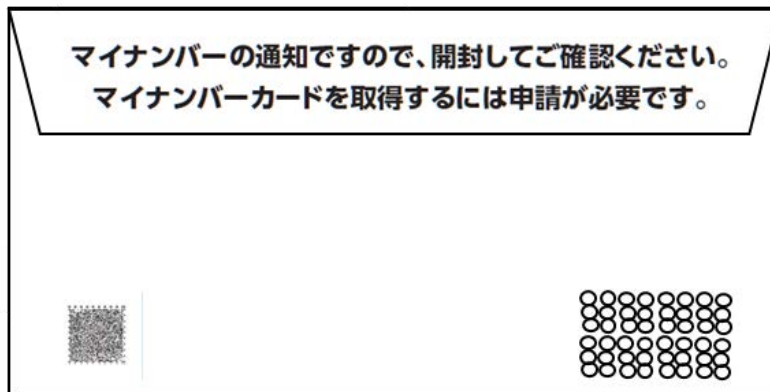 マイナンバーの通知ですので、開封してご確認ください。
マイナンバーカードを取得するには申請が必要です。